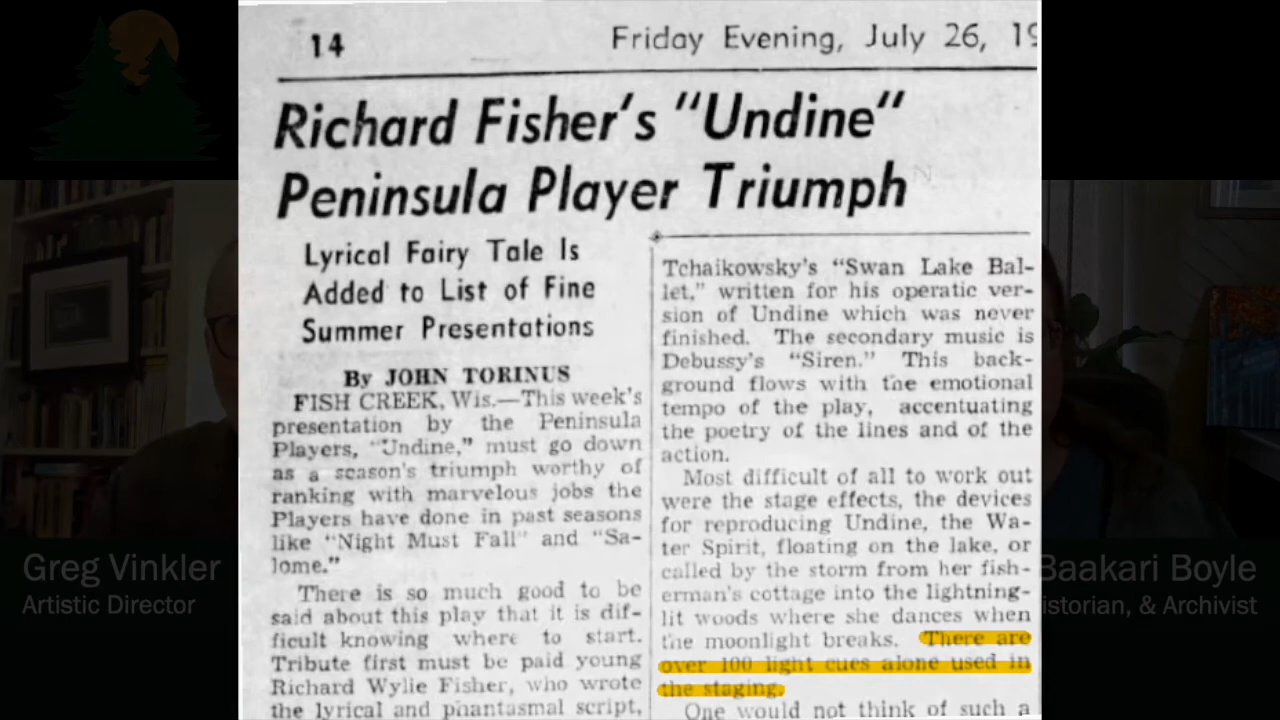 14
Friday Evening, July 26, 19
Richard Fisher's "Undine"
Peninsula Player Triumph
Lyrical Fairy Tale Is
Added to List of Fine
Summer Presentations
By JOHN TORINUS
FISH CREEK, Wis.—This week's
presentation by the Peninsula
Players, "Undine," must go down
as a season's triumph worthy of
ranking with marvelous jobs the
Players have done in past seasons
like "Night Must Fall" and "Sa-
lome."
There is so much good to be
said about this play that it is dif-
ficult knowing where to start.
Tribute first must be paid young
Richard Wylie Fisher, who wrote
the lyrical and phantasmal script,
Tchaikowsky's "Swan Lake Bal-
let," written for his operatic ver-
sion of Undine which was never
finished. The secondary music is
Debussy's "Siren." This back-
ground flows with the emotional
tempo of the play, accentuating
the poetry of the lines and of the
action.
Most difficult of all to work out
were the stage effects, the devices
for reproducing Undine, the Wa-
ter Spirit, floating on the lake, or
called by the storm from her fish-
erman's cottage into the lightning-
lit woods where she dances when
the moonlight breaks. There are
over 100 light cues alone used in
the staging.
One would not think of such a
Greg Vinkler
Artistic Director
Baakari Boyle
istorian, & Archivist